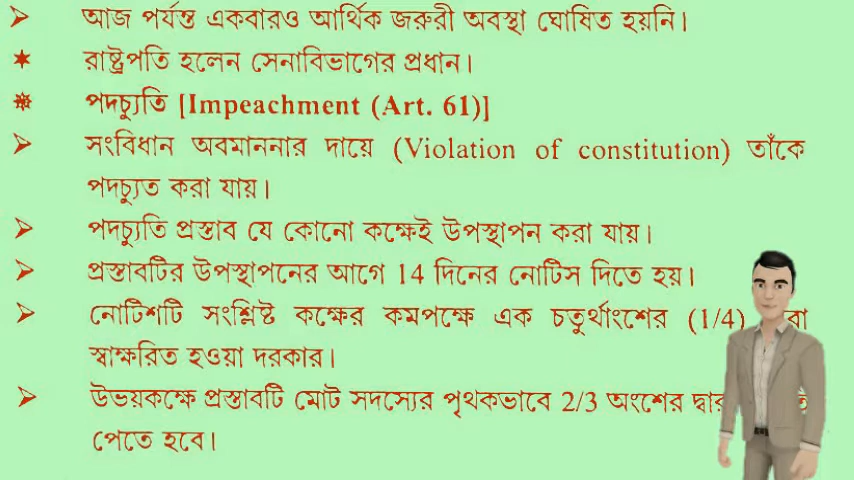 ➤ আজ পর্যন্ত একবারও আর্থিক জরুরী অবস্থা ঘোষিত হয়নি।
✶ রাষ্ট্রপতি হলেন সেনাবিভাগের প্রধান।
❋ পদচ্যুতি [Impeachment (Art. 61)]
➤ সংবিধান অবমাননার দায়ে (Violation of constitution) তাঁকে
পদচ্যুত করা যায়।
➤ পদচ্যুতি প্রস্তাব যে কোনো কক্ষেই উপস্থাপন করা যায়।
➤ প্রস্তাবটির উপস্থাপনের আগে 14 দিনের নোটিস দিতে হয়।
➤ নোটিশটি সংশ্লিষ্ট কক্ষের কমপক্ষে এক চতুর্থাংশের (1/4)
স্বাক্ষরিত হওয়া দরকার।
➤ উভয়কক্ষে প্রস্তাবটি মোট সদস্যের পৃথকভাবে 2/3 অংশের
পেতে হবে।